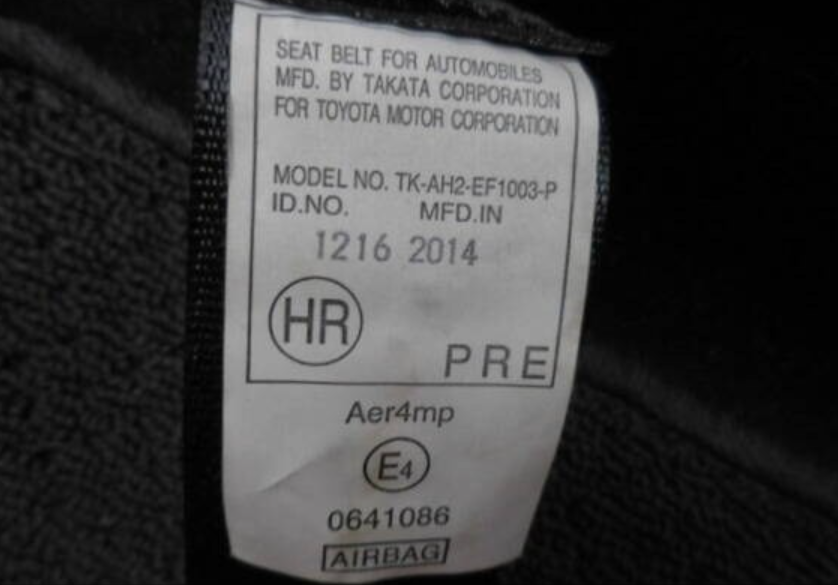 SEAT BELT FOR AUTOMOBILES
MFD. BY TAKATA CORPORATION
FOR TOYOTA MOTOR CORPORATION
MODEL NO. TK-AH2-EF1003-P
ID.NO. MFD.IN
1216 2014
HR
PRE
Aer4mp
E4
0641086
AIRBAG